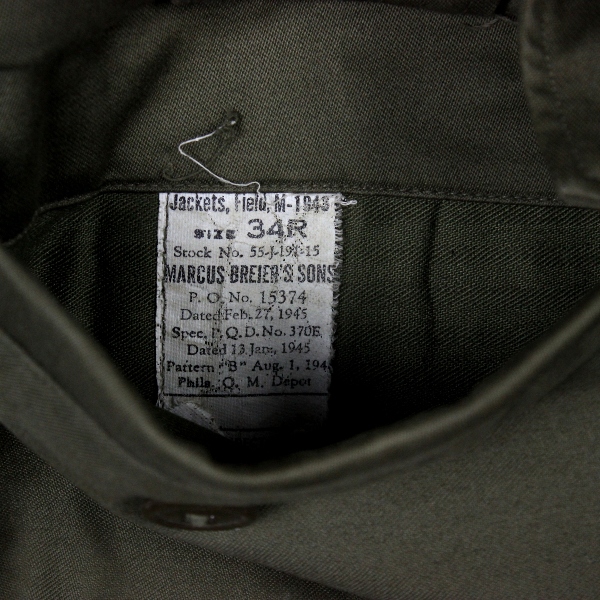 Jackets, Field, M-1943
SIZE 34R
Stock No. 55-J-191-15
MARCUS BREIER'S SONS
P. O. No. 15374
Dated Feb. 27, 1945
Spec. P. Q. D. No. 370E
Dated 13 Jan., 1945
Pattern "B" Aug. 1, 194
Phila. Q. M. Depot